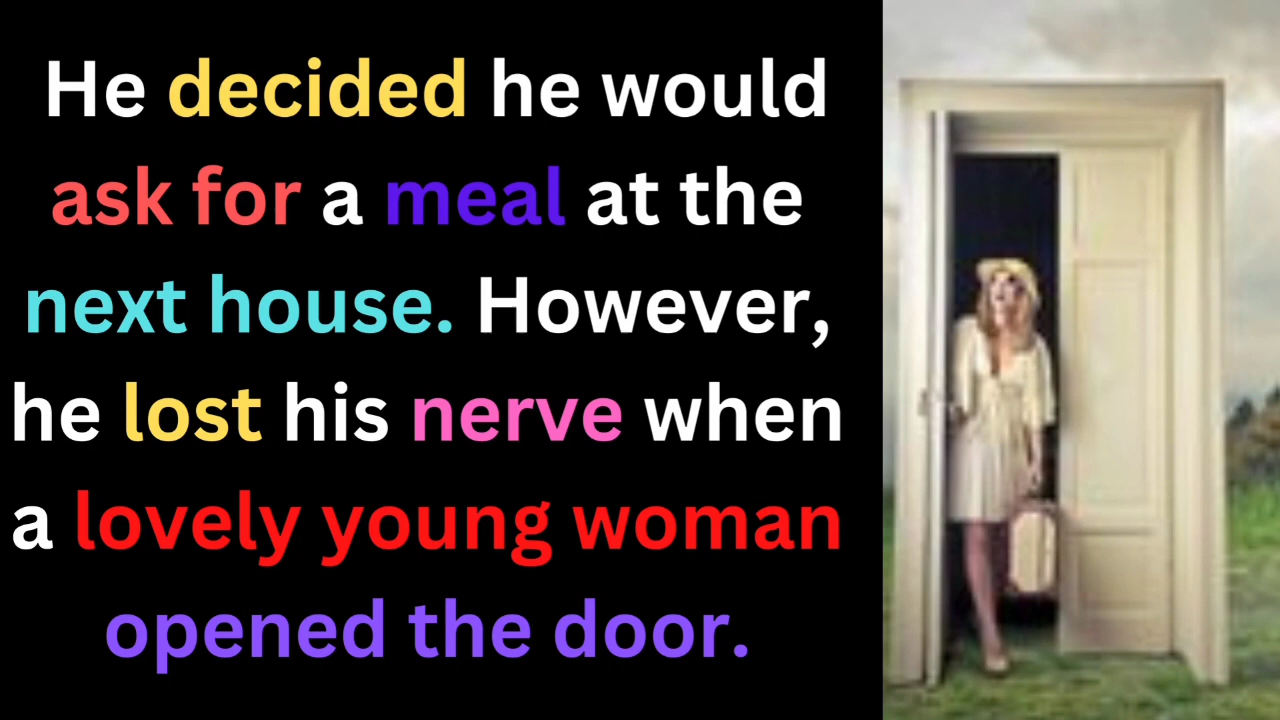 He decided he would
ask for a meal at the
next house. However,
he lost his nerve when
a lovely young woman
opened the door.